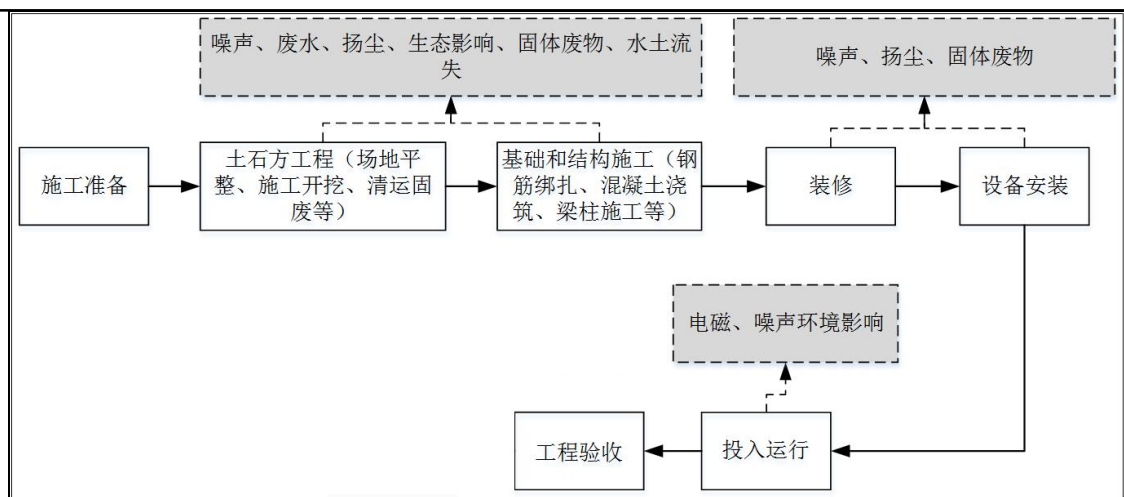 噪声、废水、扬尘、生态影响、固体废物、水土流
失
噪声、扬尘、固体废物
施工准备
土石方工程（场地平
整、施工开挖、清运固
废等）
基础和结构施工（钢
筋绑扎、混凝土浇
筑、梁柱施工等）
装修
设备安装
电磁、噪声环境影响
工程验收
投入运行